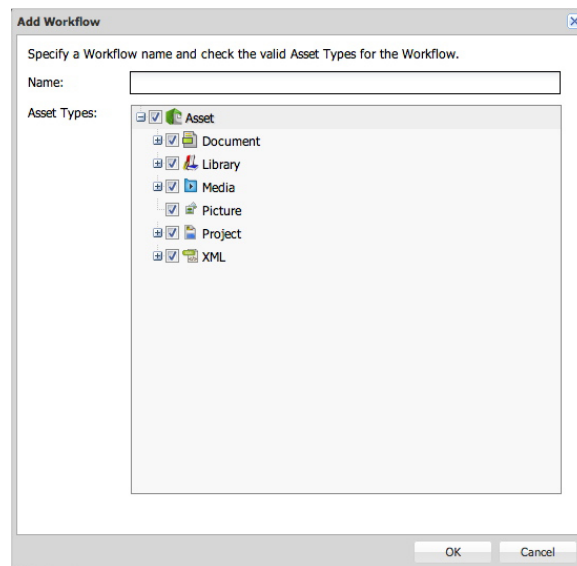 Add Workflow
Specify a Workflow name and check the valid Asset Types for the Workflow.
Name:
Asset Types:
Asset
Document
Library
Media
Picture
Project
XML
OK
Cancel